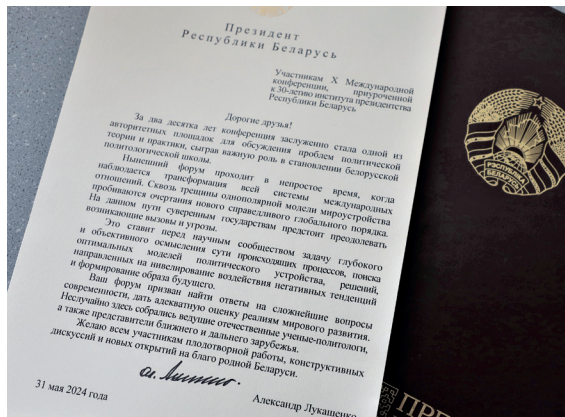 Президент
Республики Беларусь
Участникам X Международной
конференции, приуроченной
к 30-летию института президентства
Республики Беларусь
Дорогие друзья!
За два десятка лет конференция заслуженно стала одной из
авторитетных площадок для обсуждения проблем политической
теории и практики, сыграв важную роль в становлении белорусской
политологической школы.
Нынешний форум проходит в непростое время, когда
наблюдается трансформация всей системы международных
отношений. Сквозь трещины однополярной модели мироустройства
пробиваются очертания нового справедливого глобального порядка.
На данном пути суверенным государствам предстоит преодолевать
возникающие вызовы и угрозы.
Это ставит перед научным сообществом задачу глубокого
и объективного осмысления сути происходящих процессов, поиска
оптимальных моделей политического устройства, решений,
направленных на нивелирование воздействия негативных тенденций
и формирование образа будущего.
Ваш форум призван найти ответы на сложнейшие вопросы
современности, дать адекватную оценку реалиям мирового развития.
Неслучайно здесь собрались ведущие отечественные ученые-политологи,
а также представители ближнего и дальнего зарубежья.
Желаю всем участникам плодотворной работы, конструктивных
дискуссий и новых открытий на благо родной Беларуси.
31 мая 2024 года
Александр Лукашенко
РЭСПУБЛІКА
БЕЛАРУСЬ
ПРЕ